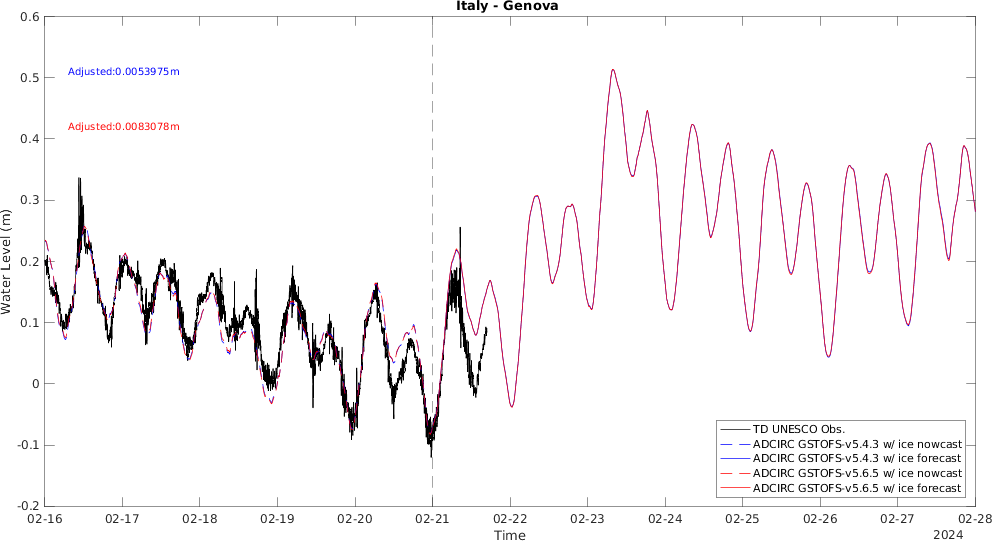 Italy - Genova
0.6
0.5
0.4
0.3
0.2
0.1
0
-0.1
-0.2
Water Level (m)
Adjusted:0.0053975m
Adjusted:0.0083078m
TD UNESCO Obs.
ADCIRC GSTOFS-v5.4.3 w/ ice nowcast
ADCIRC GSTOFS-v5.4.3 w/ ice forecast
ADCIRC GSTOFS-v5.6.5 w/ ice nowcast
ADCIRC GSTOFS-v5.6.5 w/ ice forecast
02-16 02-17 02-18 02-19 02-20 02-21 02-22 02-23 02-24 02-25 02-26 02-27 02-28
Time
2024